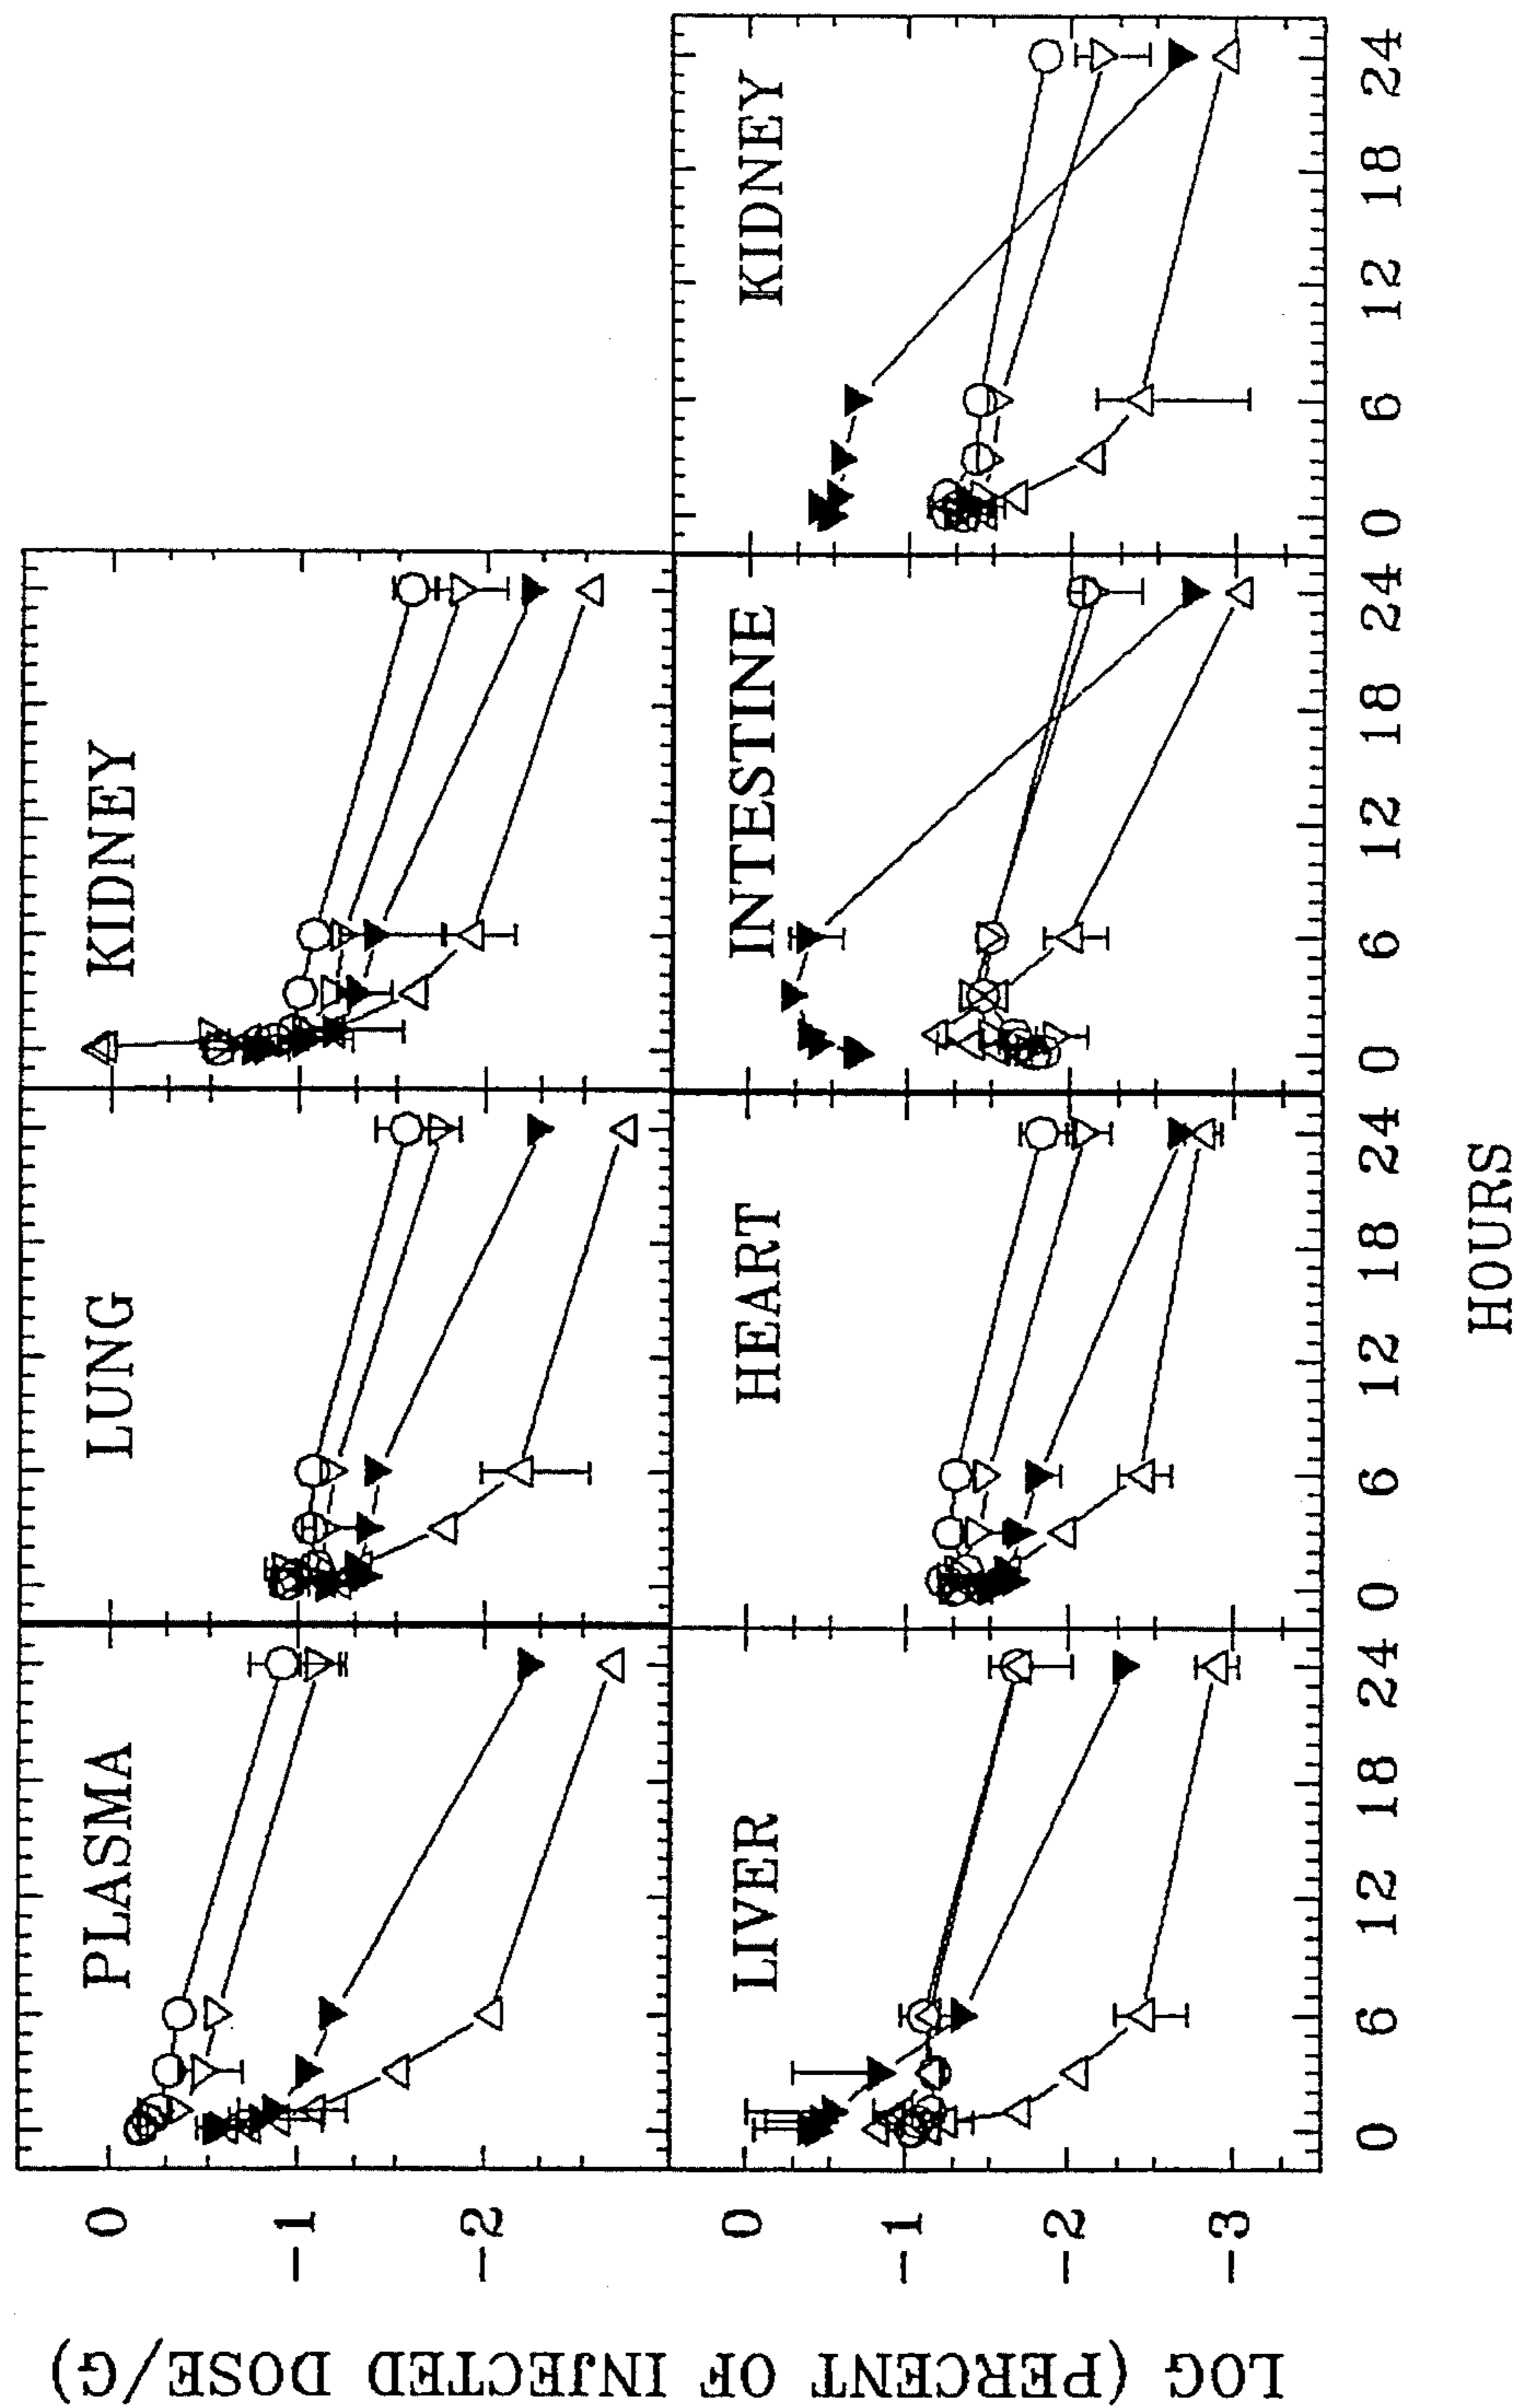 LOG (PERCENT OF INJECTED DOSE/G)
PLASMA
LUNG
KIDNEY
0
-1
-2
LIVER
HEART
INTESTINE
KIDNEY
0
-1
-2
-3
0 6 12 18 24 0 6 12 18 24 0 6 12 18 24 0 6 12 18 24
HOURS